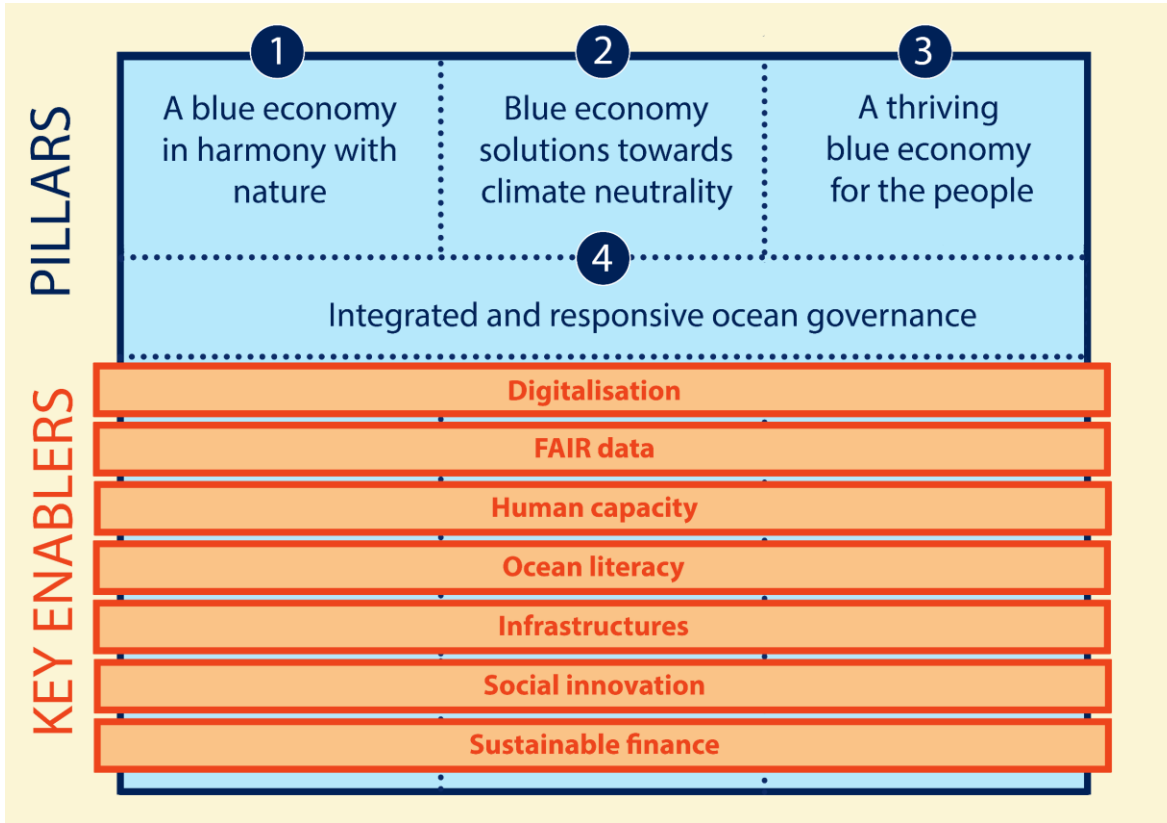 PILLARS
1
A blue economy
in harmony with
nature
2
Blue economy
solutions towards
climate neutrality
3
A thriving
blue economy
for the people
4
Integrated and responsive ocean governance
KEY ENABLERS
Digitalisation
FAIR data
Human capacity
Ocean literacy
Infrastructures
Social innovation
Sustainable finance